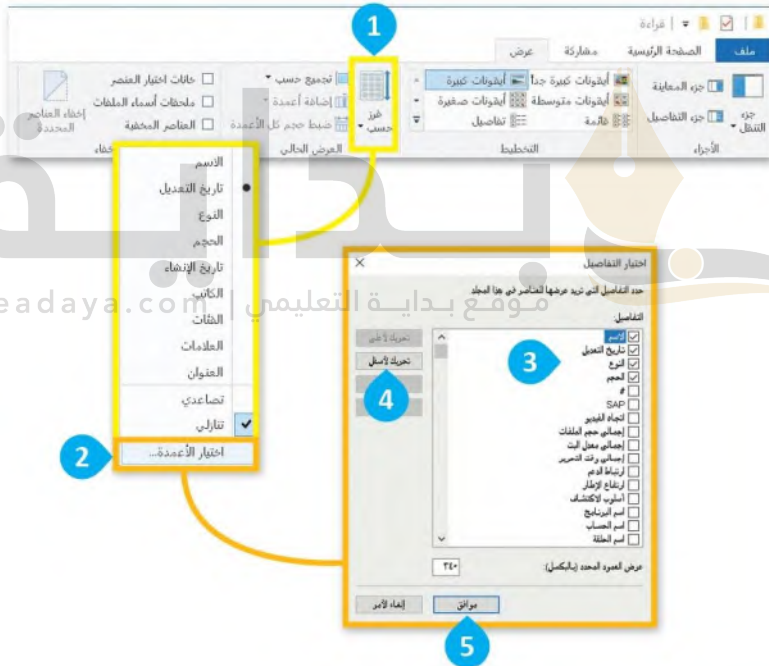 قراءة
ملف الصفحة الرئيسية مشاركة عرض
1
جزء التنقل
جزء المعاينة
جزء التفاصيل
الأجزاء
أيقونات كبيرة جداً أيقونات كبيرة
أيقونات متوسطة أيقونات صغيرة
قائمة تفاصيل
التخطيط
فرز حسب
تجميع حسب
إضافة أعمدة
ضبط حجم كل الأعمدة
العرض الحالي
خانات اختيار العنصر
ملحقات أسماء الملفات
العناصر المخفية
إخفاء العناصر المحددة
الاسم
تاريخ التعديل
النوع
الحجم
تاريخ الإنشاء
الكاتب
الفئات
العلامات
العنوان
تصاعدي
تنازلي
اختيار الأعمدة...
2
بداية
موقع بداية التعليمي | eadaya.com
اختيار التفاصيل
حدد التفاصيل التي تريد عرضها للعناصر في هذا المجلد
التفاصيل:
الاسم
تاريخ التعديل
النوع
الحجم
#
SAP
اتجاه الفيديو
إجمالي حجم الملفات
إجمالي معدل البت
إجمالي وقت التحرير
ارتباط الدعم
ارتفاع الإطار
أسلوب الاكتشاف
اسم البرنامج
اسم الحساب
اسم الحلقة
3
تحريك لأعلى
تحريك لأسفل
4
عرض العمود المحدد (بالبكسل):
٣٤٠
موافق
إلغاء الأمر
5